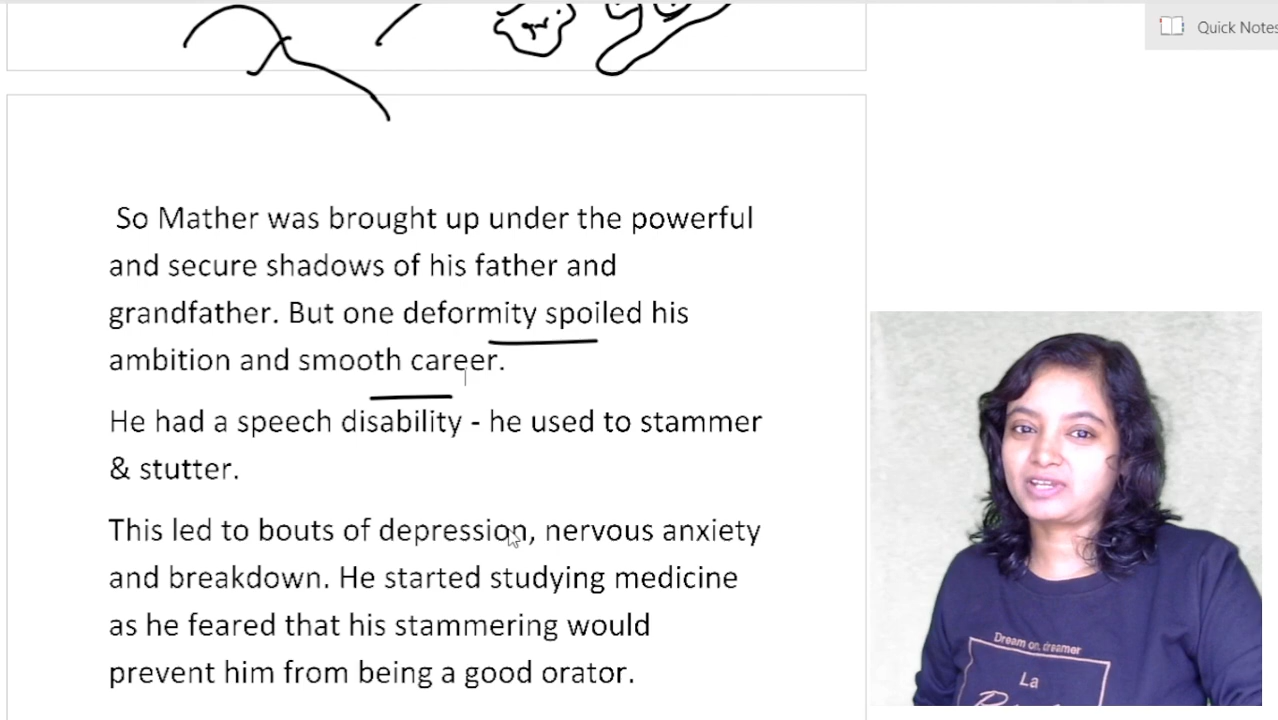 Quick Notes
So Mather was brought up under the powerful
and secure shadows of his father and
grandfather. But one deformity spoiled his
ambition and smooth career.
He had a speech disability - he used to stammer
& stutter.
This led to bouts of depression, nervous anxiety
and breakdown. He started studying medicine
as he feared that his stammering would
prevent him from being a good orator.
Dream on, dreamer
La